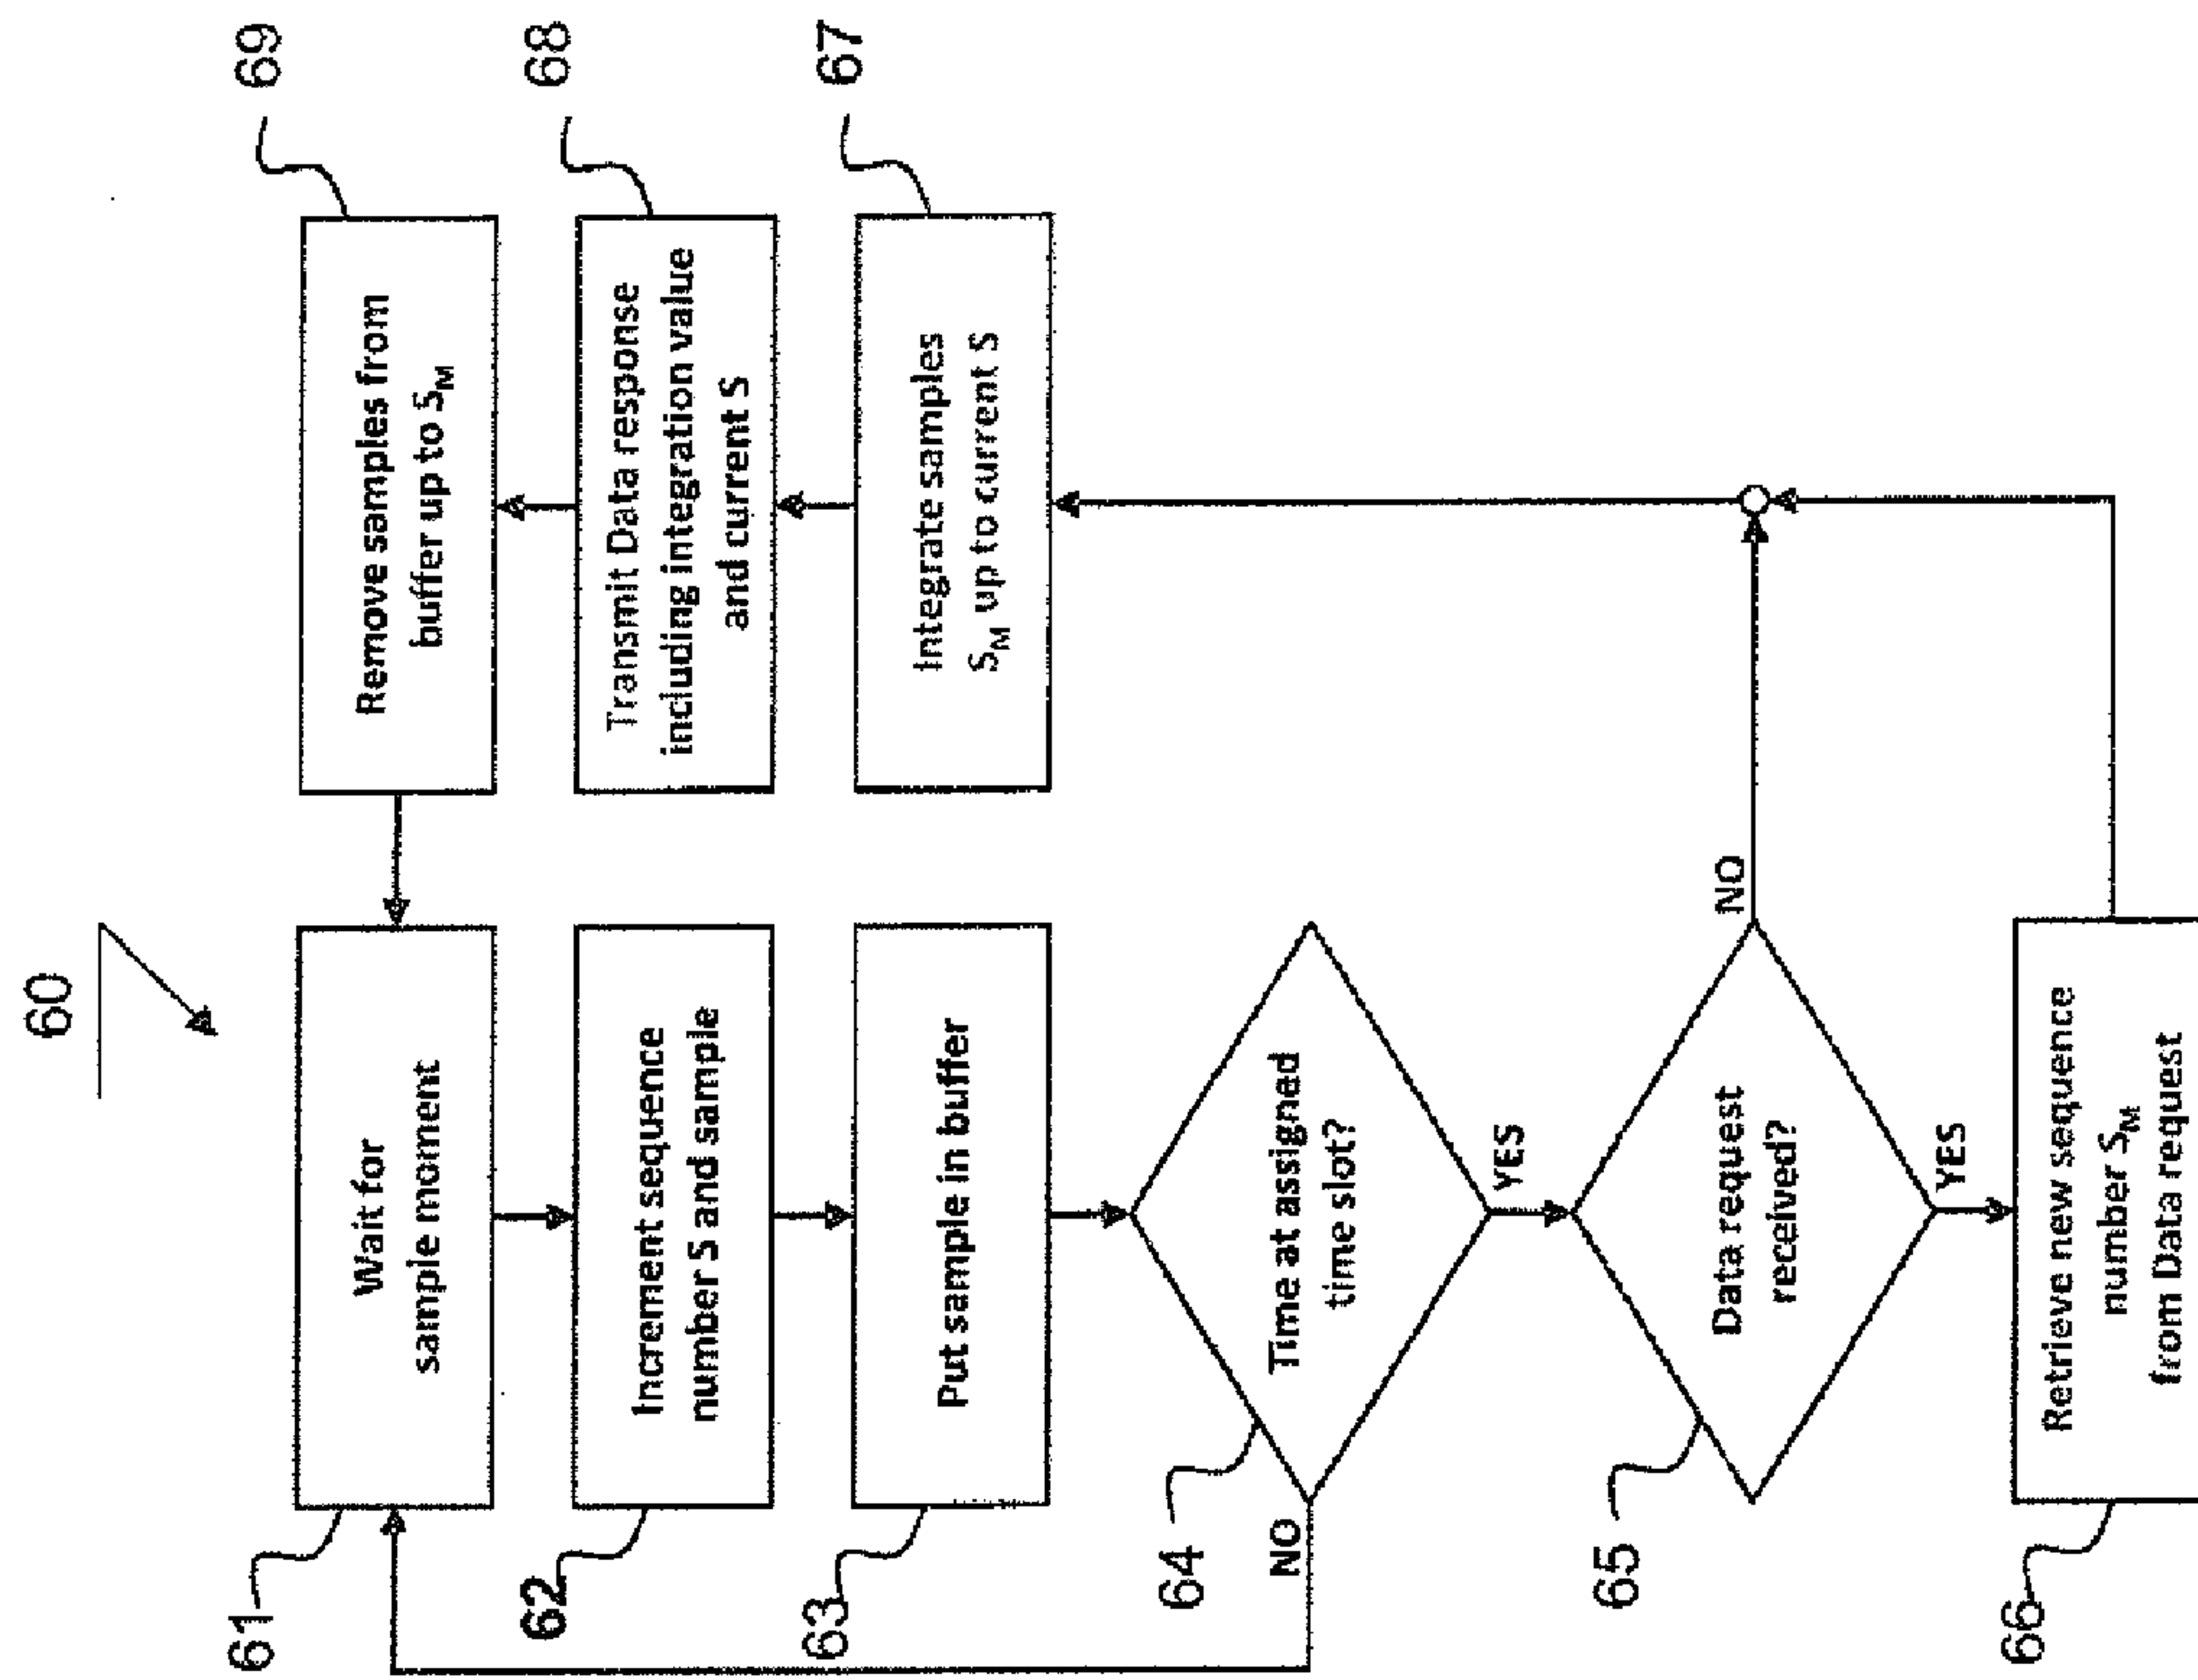 60
61
Wait for
sample moment
62
Increment sequence
number S and sample
63
Put sample in buffer
64
Time at assigned
time slot?
NO
YES
65
Data request
received?
NO
YES
66
Retrieve new sequence
number SM
from Data request
67
Integrate samples
SM up to current S
68
Transmit Data response
including integration value
and current S
69
Remove samples from
buffer up to SM